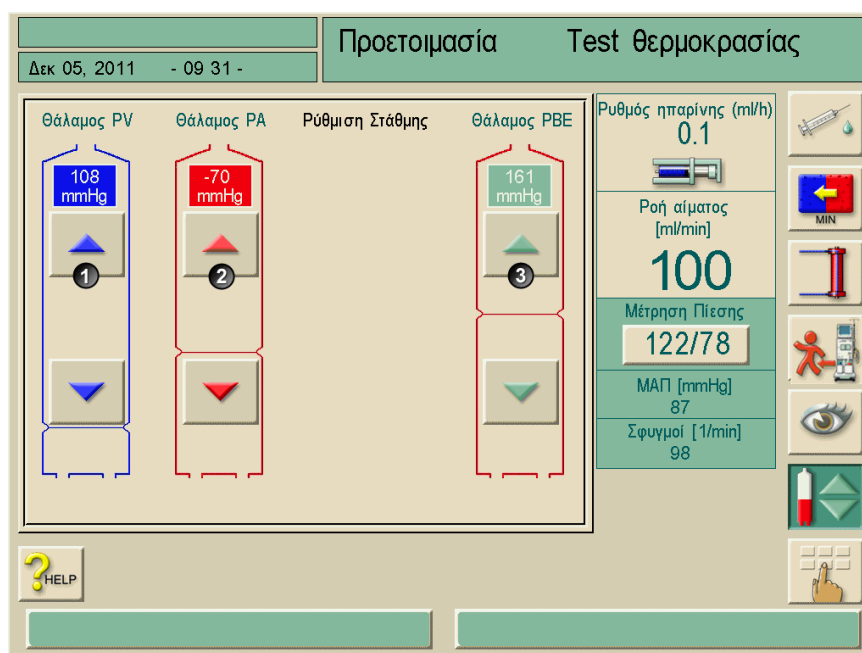 Προετοιμασία Test θερμοκρασίας
Δεκ 05, 2011 - 09 31 -
Θάλαμος PV Θάλαμος PA Ρύθμιση Στάθμης Θάλαμος PBE
108 -70 161
mmHg mmHg mmHg
1 2 3
Ρυθμός ηπαρίνης (ml/h)
0.1
Ροή αίματος
[ml/min]
100
Μέτρηση Πίεσης
122/78
ΜΑΠ [mmHg]
87
Σφυγμοί [1/min]
98
MIN
HELP